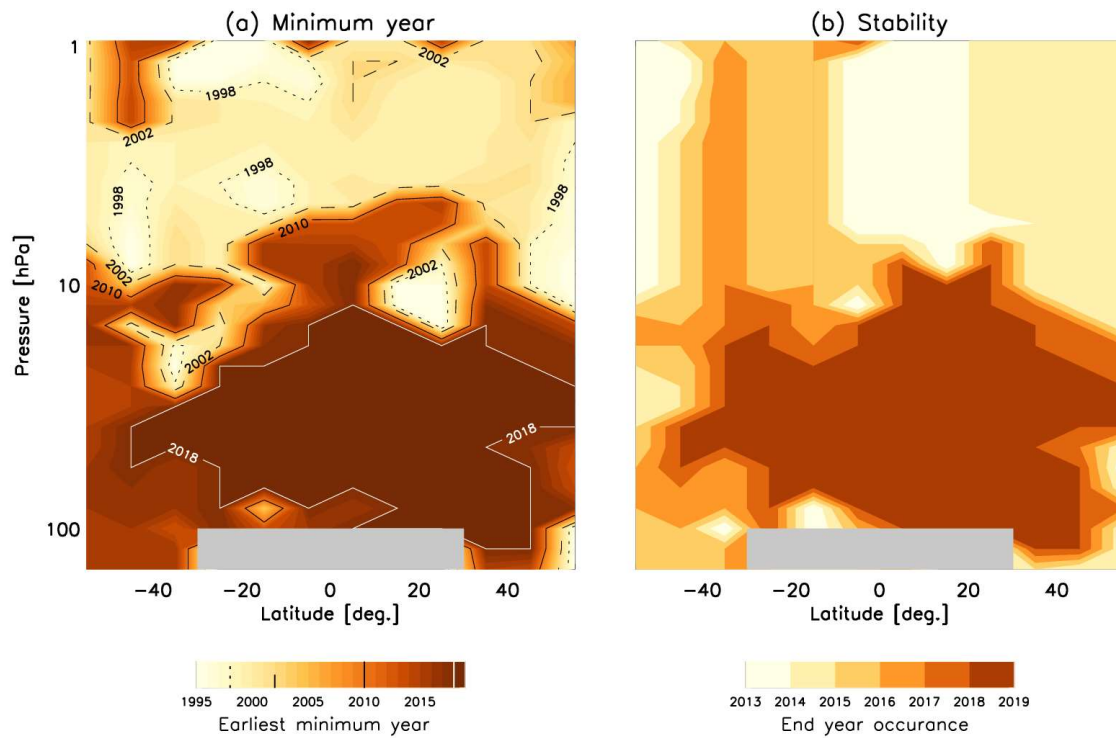 (a) Minimum year
(b) Stability
1
10
100
Pressure [hPa]
2002
1998
2002
1998
1998
1998
2010
2002
2002
2010
2002
2018
2018
−40 −20 0 20 40
Latitude [deg.]
−40 −20 0 20 40
Latitude [deg.]
1995 2000 2005 2010 2015
Earliest minimum year
2013 2014 2015 2016 2017 2018 2019
End year occurance